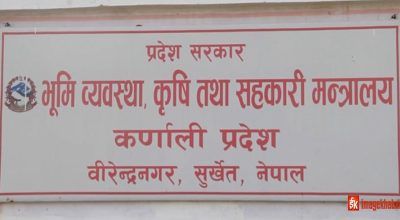 प्रदेश सरकार
भूमि व्यवस्था, कृषि तथा सहकारी मन्त्रालय
कर्णाली प्रदेश
वीरेन्द्रनगर, सुर्खेत, नेपाल